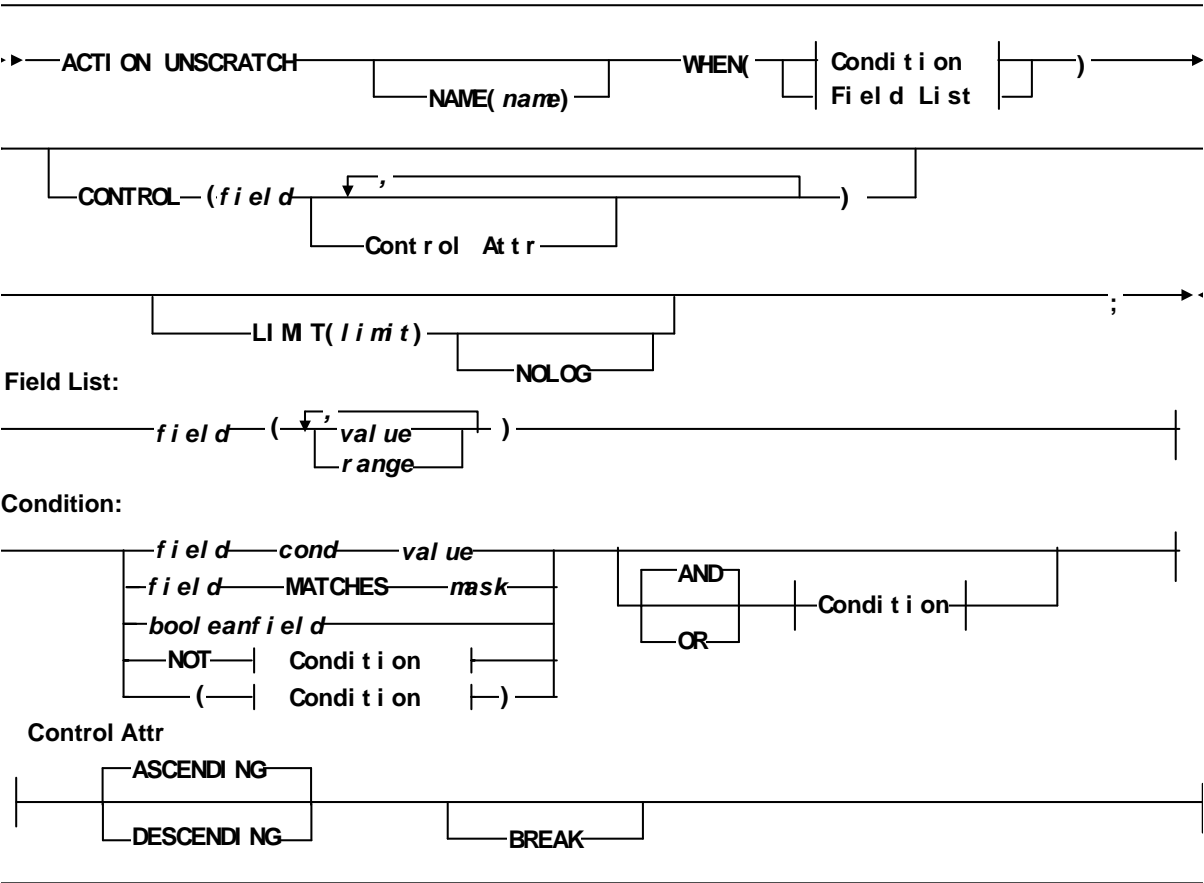 ACTION UNSCRATCH NAME(name) WHEN( Condition )
Field List
CONTROL (field , )
Control Attr
;
LIMIT(limit)
NOLOG
Field List:
field ( , value )
range
Condition:
field cond value
field MATCHES mask
booleanfield
NOT Condition
( Condition )
AND
Condition
OR
Control Attr
ASCENDING
DESCENDING
BREAK